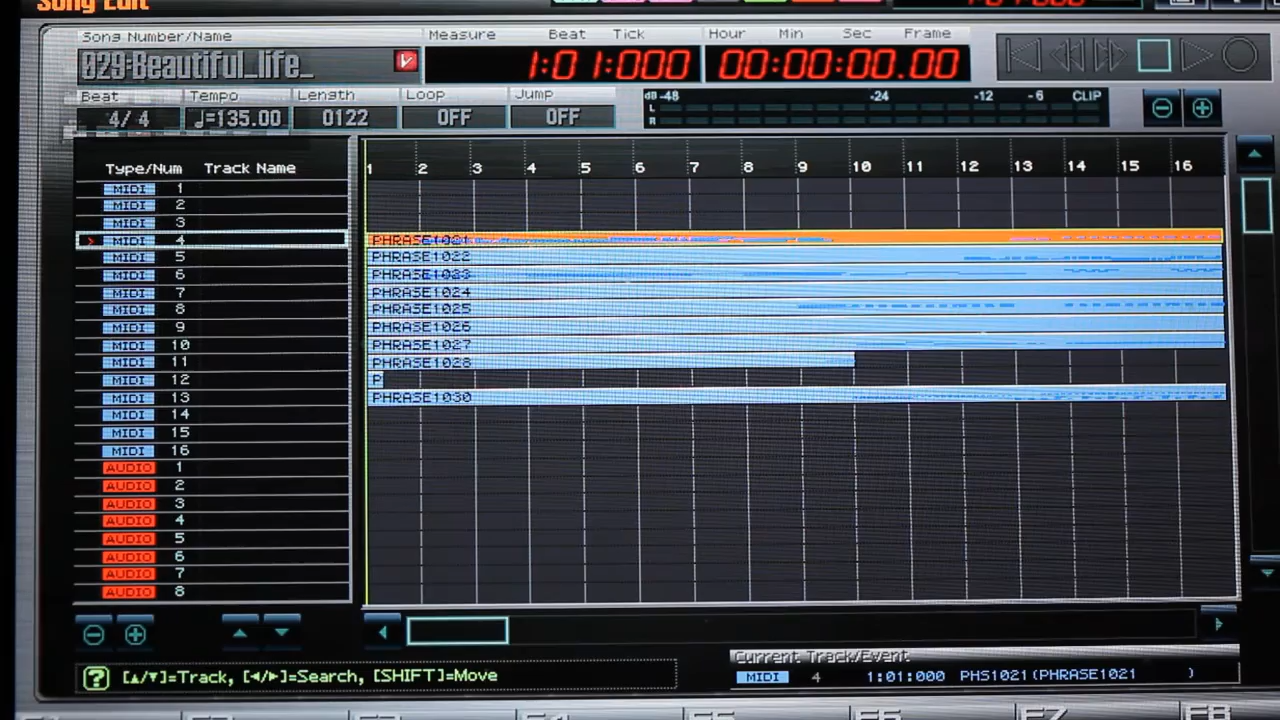 Song Edit
Song Number/Name
029:Beautiful_life_
Measure Beat Tick
1:01:000
Hour Min Sec Frame
00:00:00.00
Beat Tempo Length Loop Jump
4/4 ♩=135.00 0122 OFF OFF
dB -48 -24 -12 -6 CLIP
L
R
Type/Num Track Name
1 2 3 4 5 6 7 8 9 10 11 12 13 14 15 16
MIDI 1
MIDI 2
MIDI 3
MIDI 4 PHRASE1021
MIDI 5 PHRASE1022
MIDI 6 PHRASE1023
MIDI 7 PHRASE1024
MIDI 8 PHRASE1025
MIDI 9 PHRASE1026
MIDI 10 PHRASE1027
MIDI 11 PHRASE1028
MIDI 12 P
MIDI 13 PHRASE1030
MIDI 14
MIDI 15
MIDI 16
AUDIO 1
AUDIO 2
AUDIO 3
AUDIO 4
AUDIO 5
AUDIO 6
AUDIO 7
AUDIO 8
? [▲/▼]=Track, [◄/►]=Search, [SHIFT]=Move
Current Track/Event
MIDI 4 1:01:000 PHS1021(PHRASE1021 )